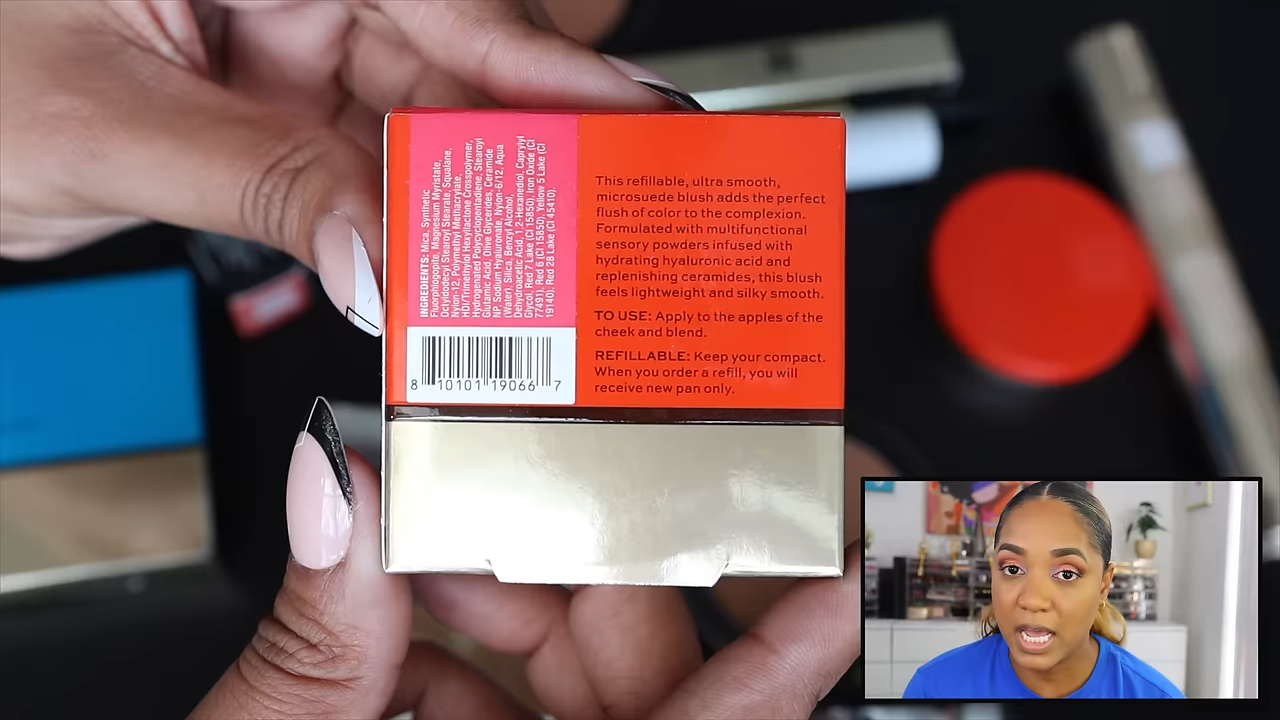 INGREDIENTS: Mica, Synthetic
Fluorphlogopite, Magnesium Myristate,
Octyldodecyl Stearoyl Stearate, Squalane,
Nylon-12, Polymethyl Methacrylate,
HDI/Trimethylol Hexyllactone Crosspolymer,
Hydrogenated Polycyclopentadiene, Stearoyl
Glutamic Acid, Olive Glycerides, Ceramide
NP, Sodium Hyaluronate, Nylon-6/12, Aqua
(Water), Silica, Benzyl Alcohol,
Dehydroacetic Acid, 1,2-Hexanediol, Caprylyl
Glycol, Red 7 Lake (CI 15850), Iron Oxide (CI
77491), Red 6 (CI 15850), Yellow 5 Lake (CI
19140), Red 28 Lake (CI 45410).
8 10101 19066 7
This refillable, ultra smooth,
microsuede blush adds the perfect
flush of color to the complexion.
Formulated with multifunctional
sensory powders infused with
hydrating hyaluronic acid and
replenishing ceramides, this blush
feels lightweight and silky smooth.
TO USE: Apply to the apples of the
cheek and blend.
REFILLABLE: Keep your compact.
When you order a refill, you will
receive new pan only.